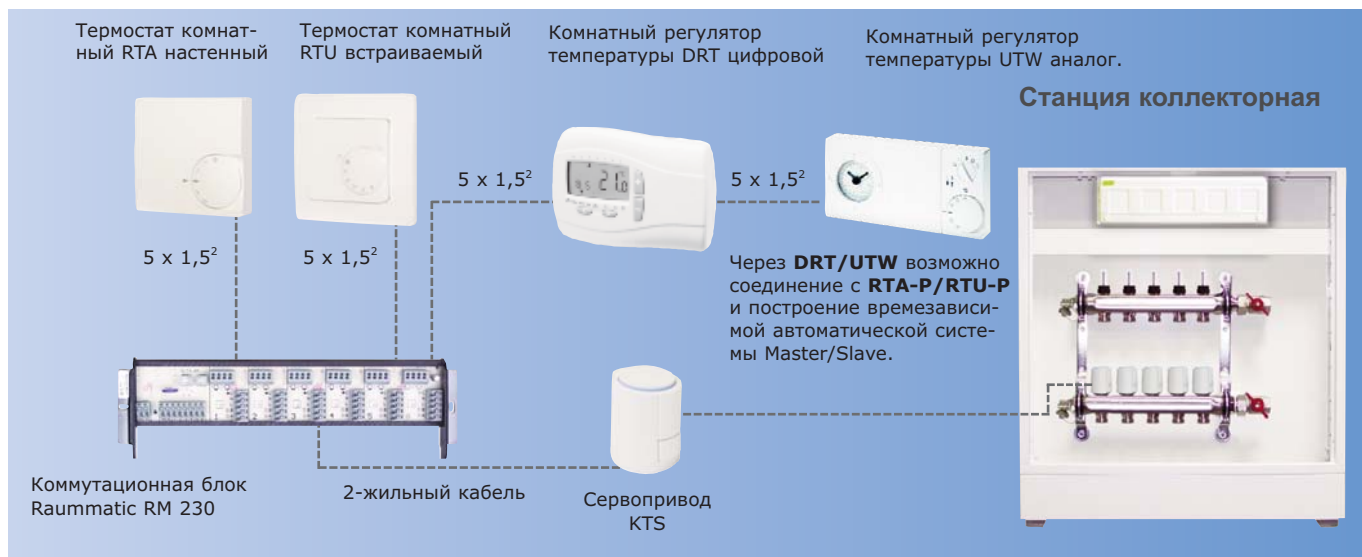 Термостат комнат-
ный RTA настенный
Термостат комнатный
RTU встраиваемый
Комнатный регулятор
температуры DRT цифровой
Комнатный регулятор
температуры UTW аналог.
Станция коллекторная
5 x 1,5²
5 x 1,5²
5 x 1,5²
5 x 1,5²
Через DRT/UTW возможно
соединение с RTA-P/RTU-P
и построение времезависи-
мой автоматической систе-
мы Master/Slave.
Коммутационная блок
Raummatic RM 230
2-жильный кабель
Сервопривод
KTS